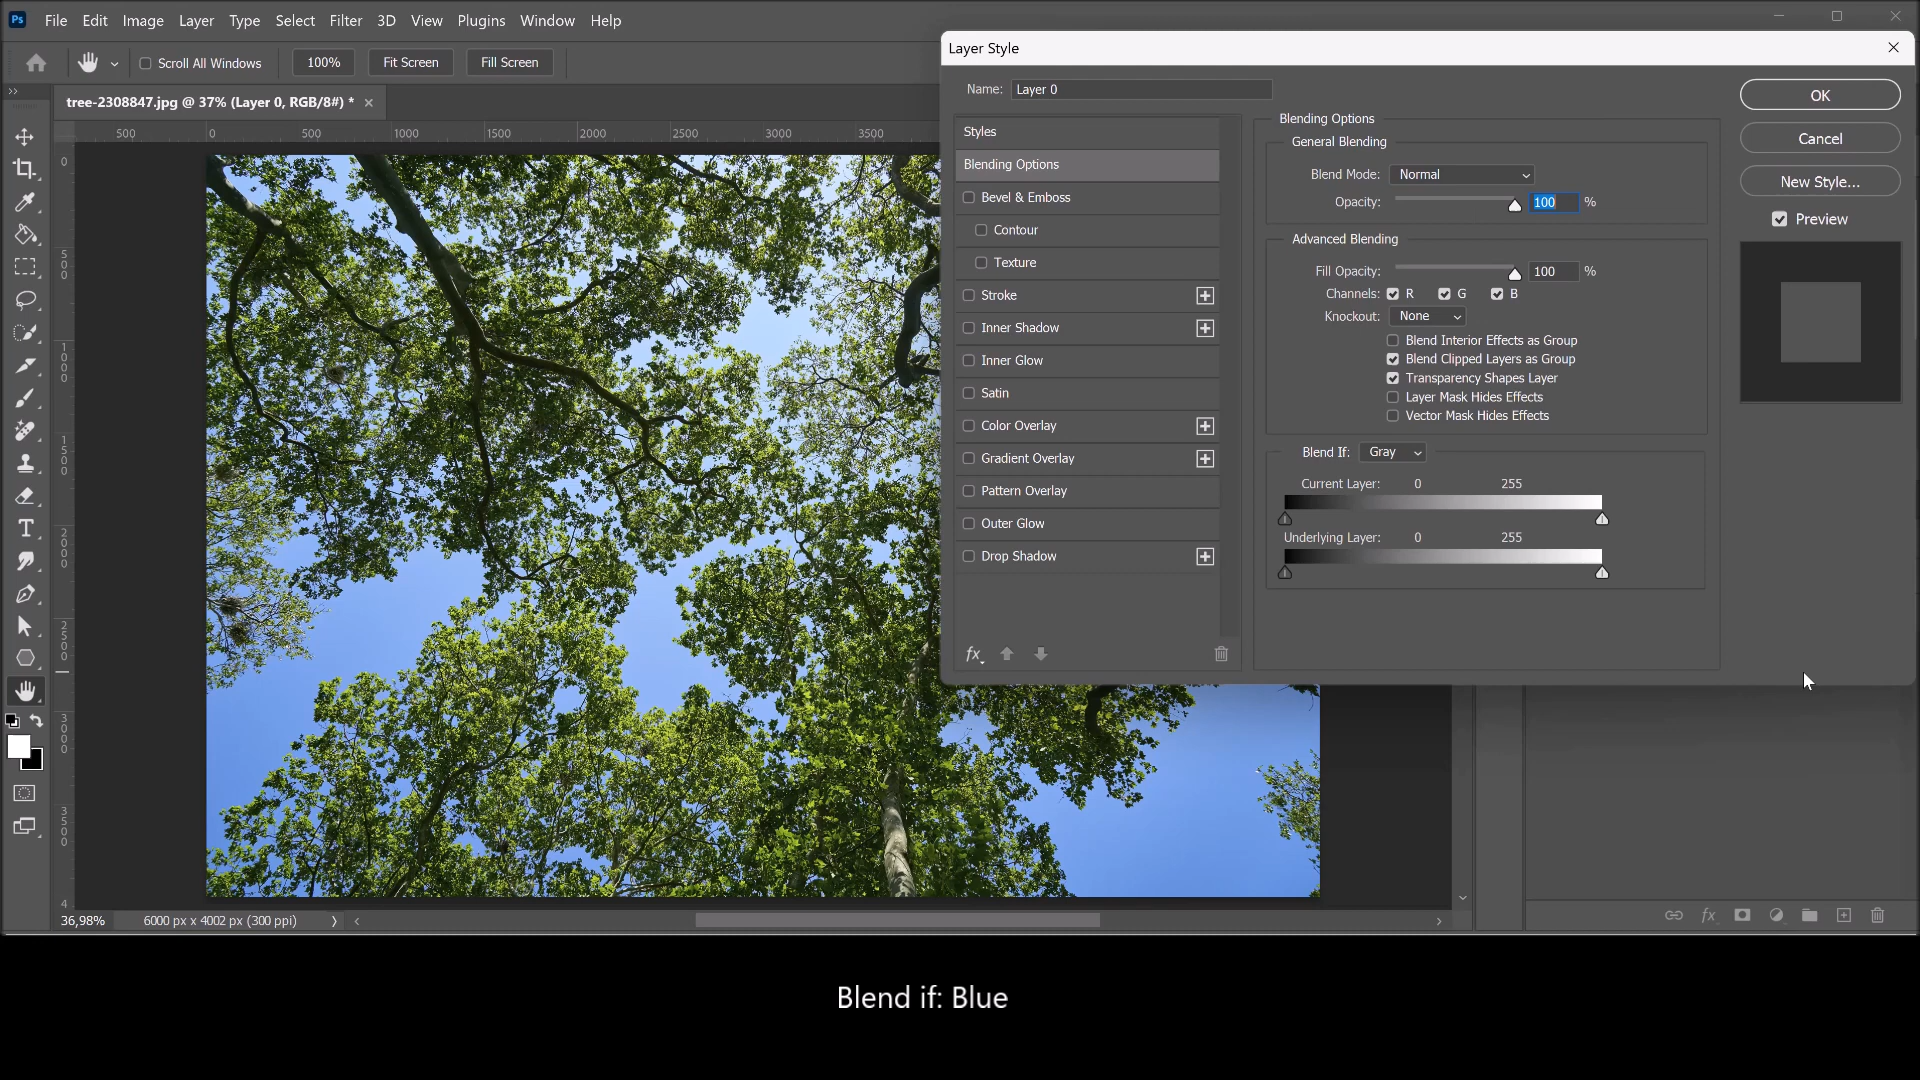 Ps File Edit Image Layer Type Select Filter 3D View Plugins Window Help
Scroll All Windows 100% Fit Screen Fill Screen
tree-2308847.jpg @ 37% (Layer 0, RGB/8#) * ×
500 0 500 1000 1500 2000 2500 3000 3500
0
500
1000
1500
2000
2500
3000
3500
4
36,98% 6000 px x 4002 px (300 ppi)
Layer Style
Name: Layer 0
Styles
Blending Options
Bevel & Emboss
Contour
Texture
Stroke
Inner Shadow
Inner Glow
Satin
Color Overlay
Gradient Overlay
Pattern Overlay
Outer Glow
Drop Shadow
fx
Blending Options
General Blending
Blend Mode: Normal
Opacity: 100 %
Advanced Blending
Fill Opacity: 100 %
Channels: R G B
Knockout: None
Blend Interior Effects as Group
Blend Clipped Layers as Group
Transparency Shapes Layer
Layer Mask Hides Effects
Vector Mask Hides Effects
Blend If: Gray
Current Layer: 0 255
Underlying Layer: 0 255
OK
Cancel
New Style...
Preview
fx
Blend if: Blue